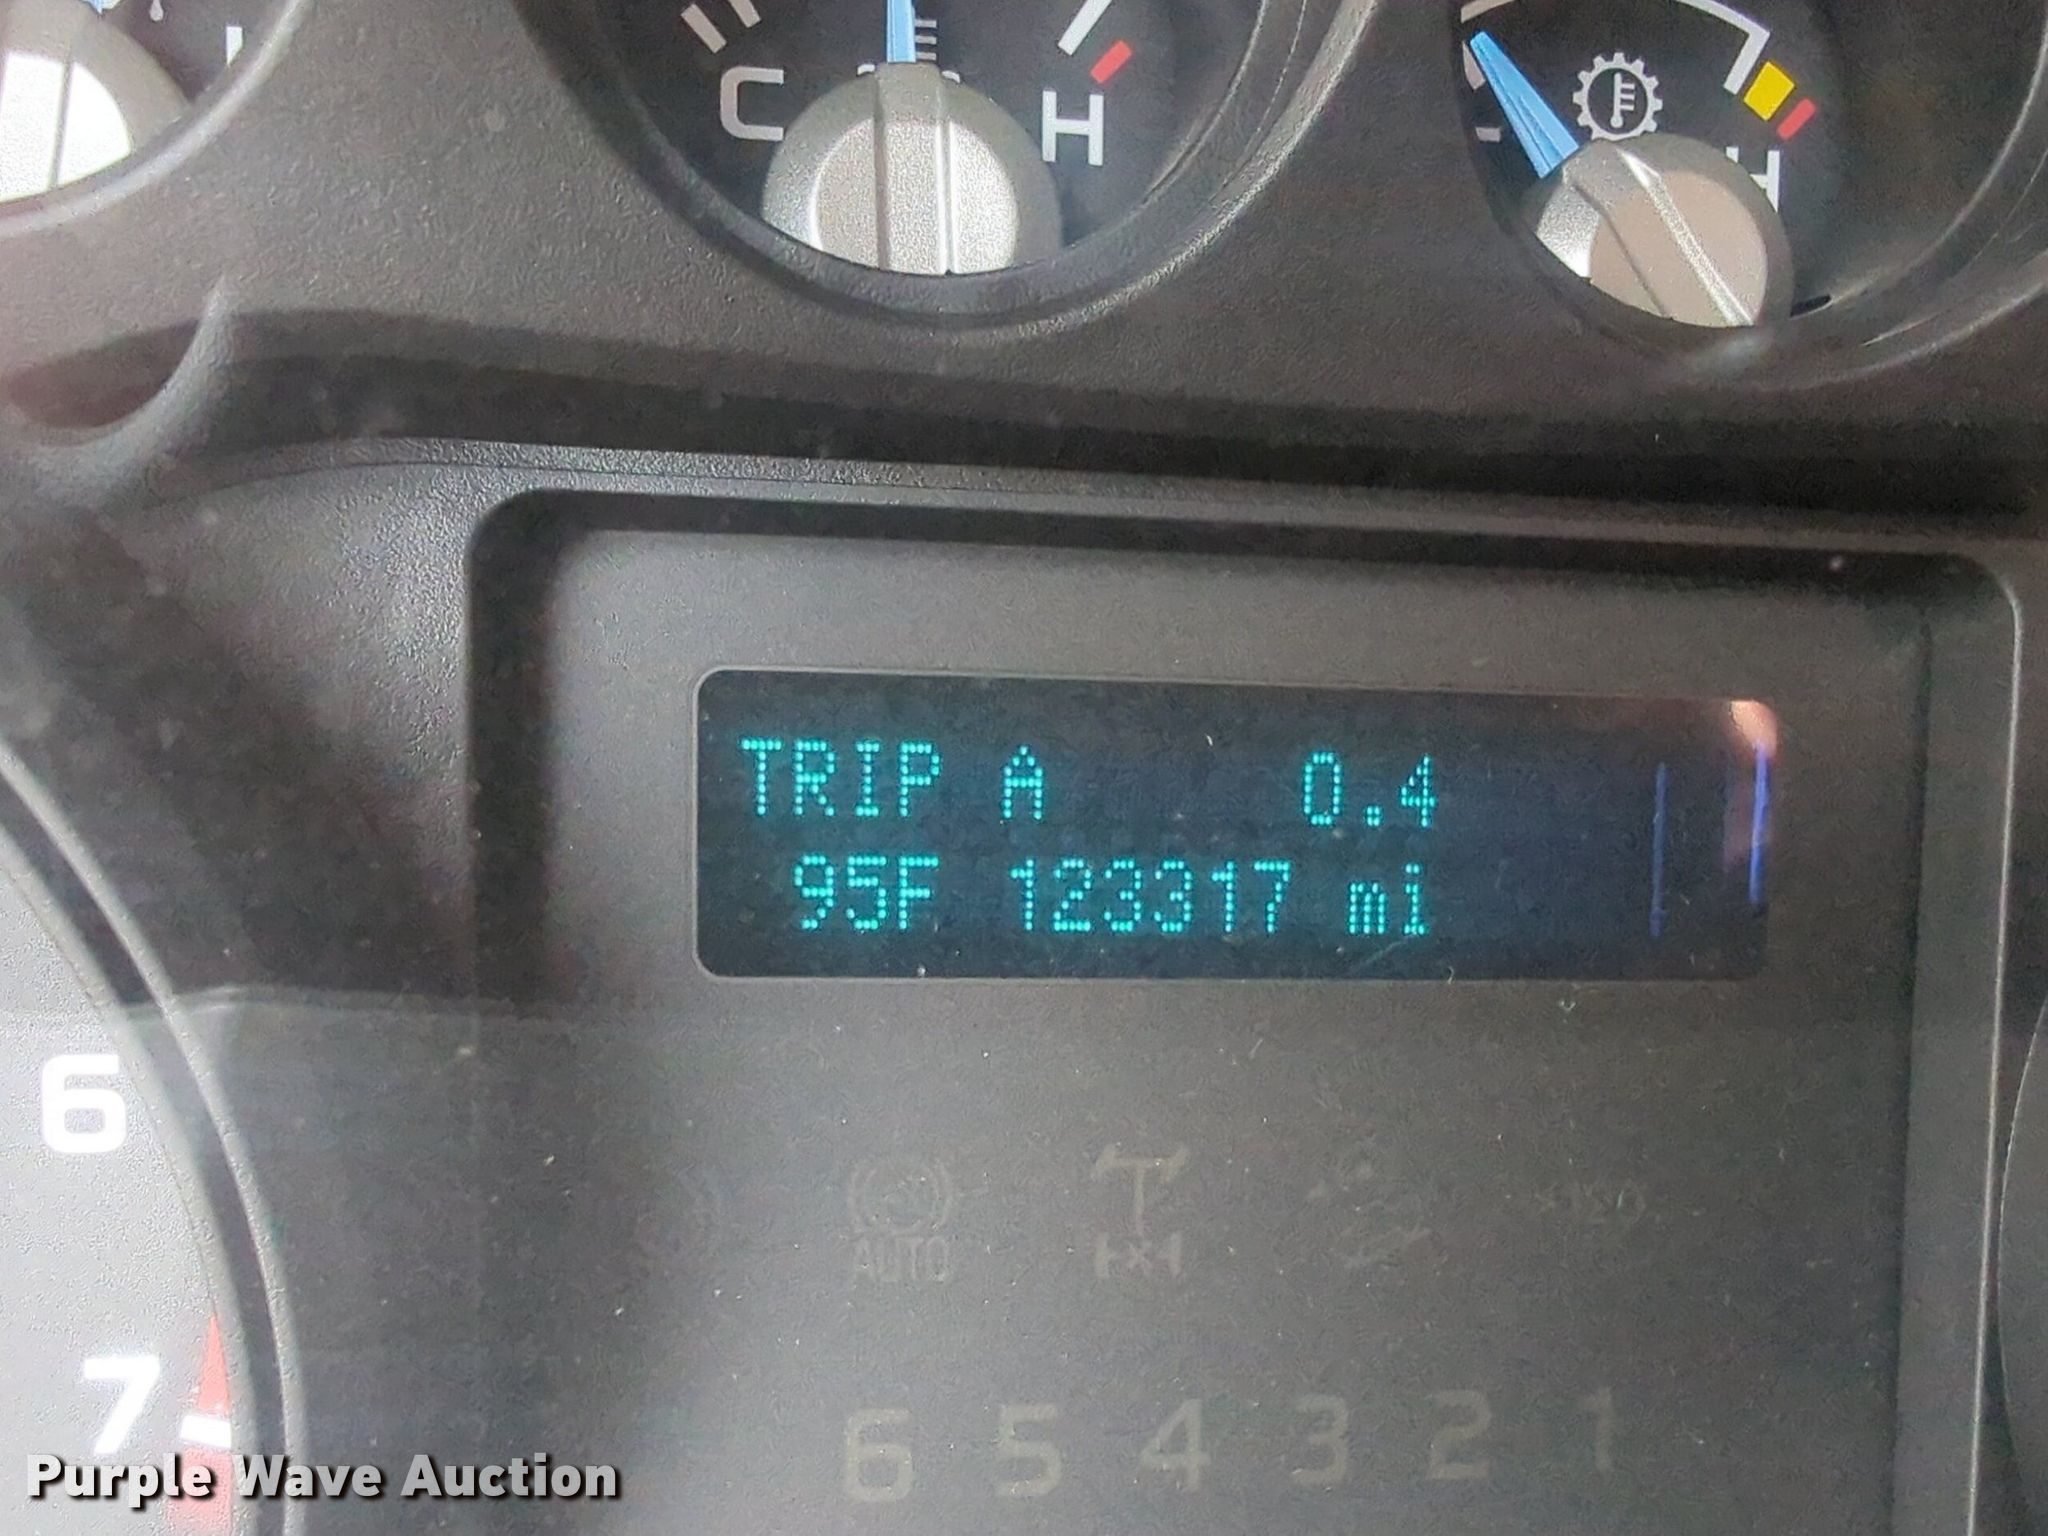 C H
H
TRIP A 0.4
95F 123317 mi
6
AUTO
7
6 5 4 3 2 1
Purple Wave Auction